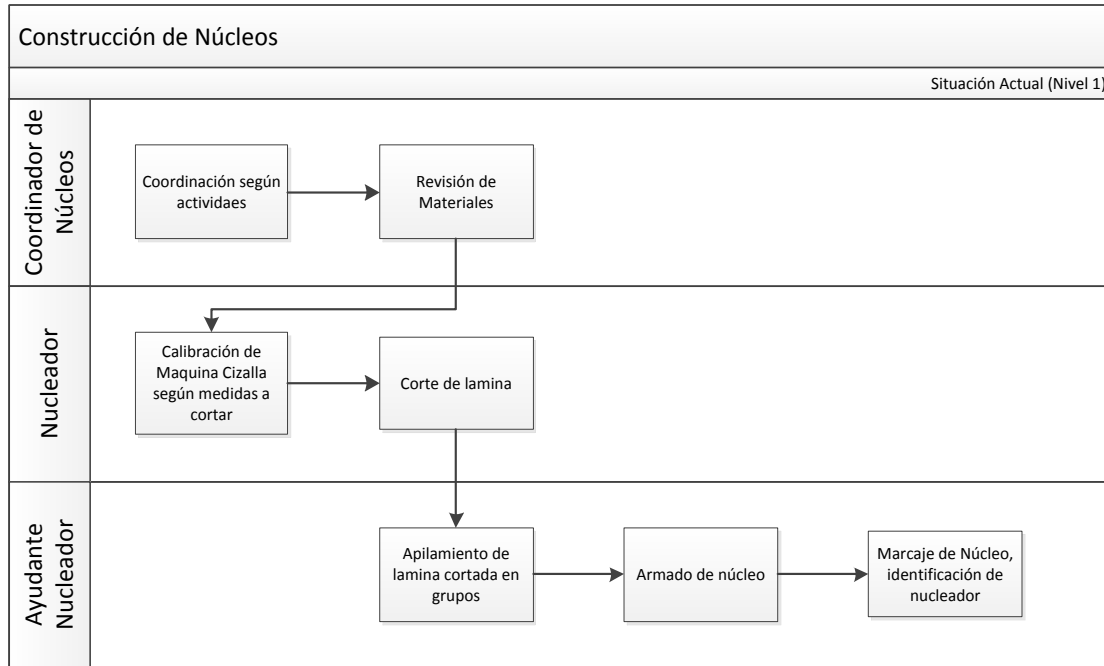 Construcción de Núcleos
Situación Actual (Nivel 1)
Coordinador de
Núcleos
Coordinación según
actividaes
Revisión de
Materiales
Nucleador
Calibración de
Maquina Cizalla
según medidas a
cortar
Corte de lamina
Ayudante
Nucleador
Apilamiento de
lamina cortada en
grupos
Armado de núcleo
Marcaje de Núcleo,
identificación de
nucleador